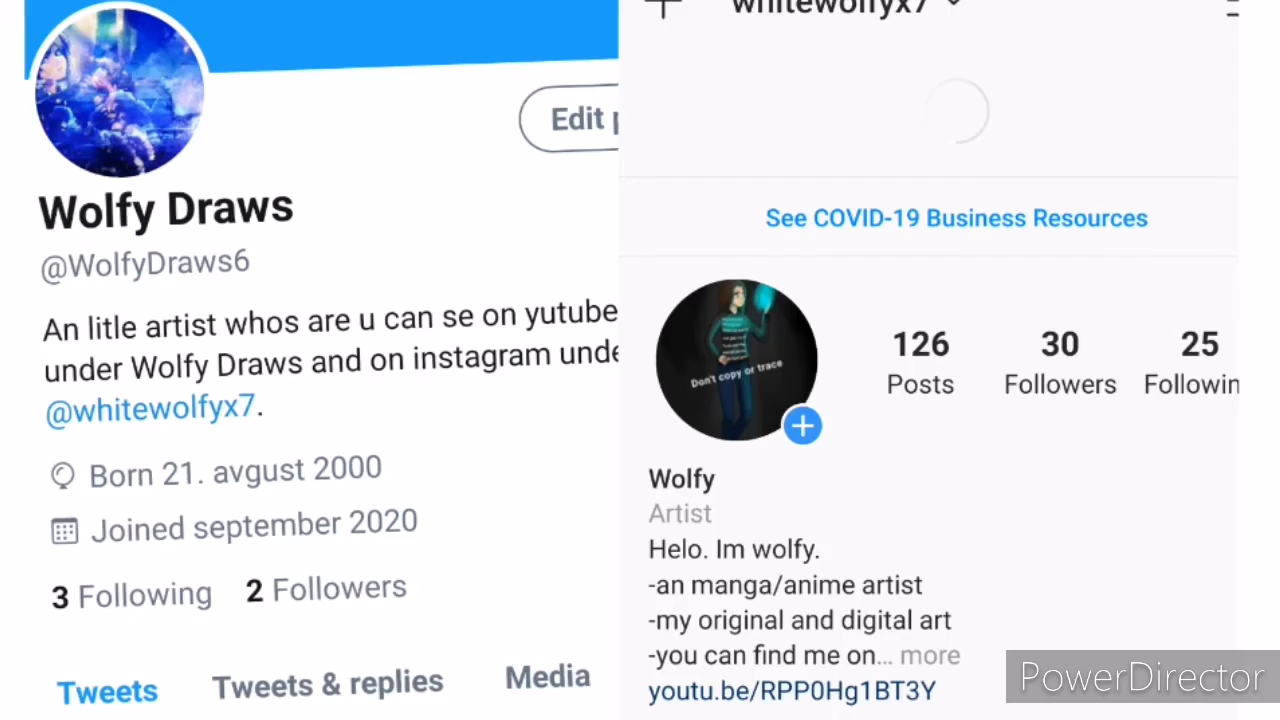 Edit
Wolfy Draws
@WolfyDraws6
An litle artist whos are u can se on yutube
under Wolfy Draws and on instagram unde
@whitewolfyx7.
Born 21. avgust 2000
Joined september 2020
3 Following 2 Followers
Tweets Tweets & replies Media
whitewolfyx7
See COVID-19 Business Resources
Don't copy or trace
126 30 25
Posts Followers Followin
Wolfy
Artist
Helo. Im wolfy.
-an manga/anime artist
-my original and digital art
-you can find me on... more
youtu.be/RPP0Hg1BT3Y
PowerDirector